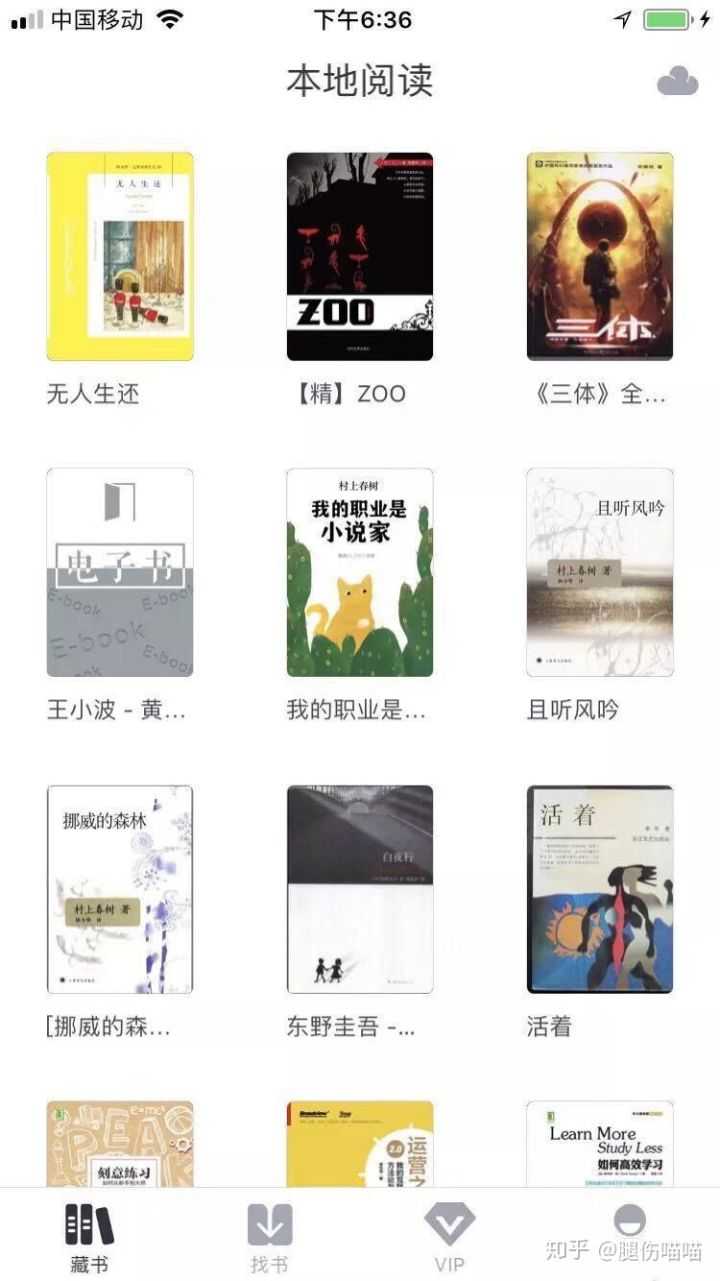 中国移动
下午6:36
本地阅读
无人生还
ZOO
三体
无人生还
【精】ZOO
《三体》全...
电子书
E-book
E-book
E-book
E-book
村上春树
我的职业是
小说家
且听风吟
村上春树 著
王小波 - 黄...
我的职业是...
且听风吟
挪威的森林
村上春树 著
白夜行
活着
[挪威的森...
东野圭吾 -...
活着
PEA
刻意练习
2.0
运营之
Learn More
Study Less
如何高效学习
藏书
找书
VIP
知乎 @腿伤喵喵